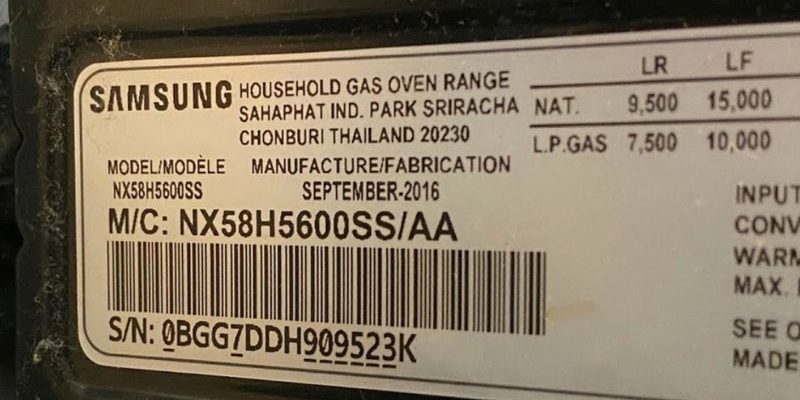 SAMSUNG
HOUSEHOLD GAS OVEN RANGE
SAHAPHAT IND. PARK SRIRACHA
CHONBURI THAILAND 20230
LR LF
NAT. 9,500 15,000
L.P.GAS 7,500 10,000
MODEL/MODÈLE MANUFACTURE/FABRICATION
NX58H5600SS SEPTEMBER-2016
M/C: NX58H5600SS/AA
S/N: 0BGG7DDH909523K
INPUT
CONV
WARM
MAX.
SEE
MADE